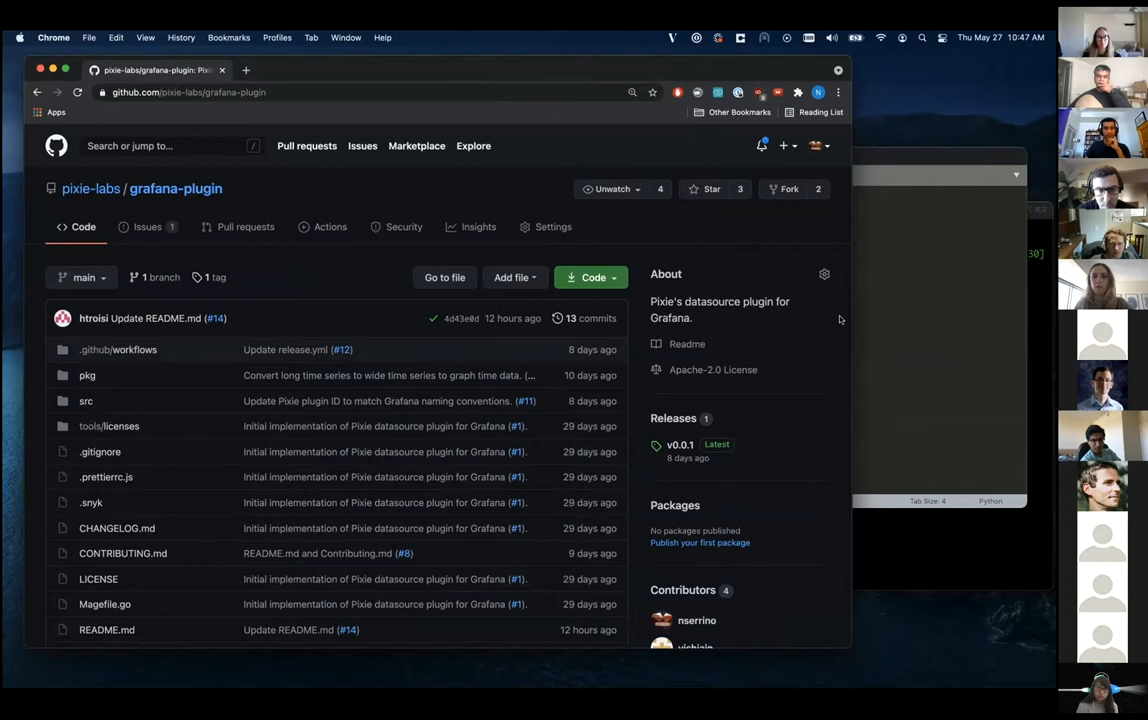 Chrome File Edit View History Bookmarks Profiles Tab Window Help Thu May 27 10:47 AM
pixie-labs/grafana-plugin: Pixi
github.com/pixie-labs/grafana-plugin
Apps Other Bookmarks Reading List
Search or jump to... / Pull requests Issues Marketplace Explore
pixie-labs / grafana-plugin Unwatch 4 Star 3 Fork 2
Code Issues 1 Pull requests Actions Security Insights Settings
main 1 branch 1 tag Go to file Add file Code
htroisi Update README.md (#14) 4d43e0d 12 hours ago 13 commits
.github/workflows Update release.yml (#12) 8 days ago
pkg Convert long time series to wide time series to graph time data. (... 10 days ago
src Update Pixie plugin ID to match Grafana naming conventions. (#11) 8 days ago
tools/licenses Initial implementation of Pixie datasource plugin for Grafana (#1). 29 days ago
.gitignore Initial implementation of Pixie datasource plugin for Grafana (#1). 29 days ago
.prettierrc.js Initial implementation of Pixie datasource plugin for Grafana (#1). 29 days ago
.snyk Initial implementation of Pixie datasource plugin for Grafana (#1). 29 days ago
CHANGELOG.md Initial implementation of Pixie datasource plugin for Grafana (#1). 29 days ago
CONTRIBUTING.md README.md and Contributing.md (#8) 9 days ago
LICENSE Initial implementation of Pixie datasource plugin for Grafana (#1). 29 days ago
Magefile.go Initial implementation of Pixie datasource plugin for Grafana (#1). 29 days ago
README.md Update README.md (#14) 12 hours ago
About
Pixie's datasource plugin for
Grafana.
Readme
Apache-2.0 License
Releases 1
v0.0.1 Latest
8 days ago
Packages
No packages published
Publish your first package
Contributors 4
nserrino
vishjain
30]
Tab Size: 4 Python